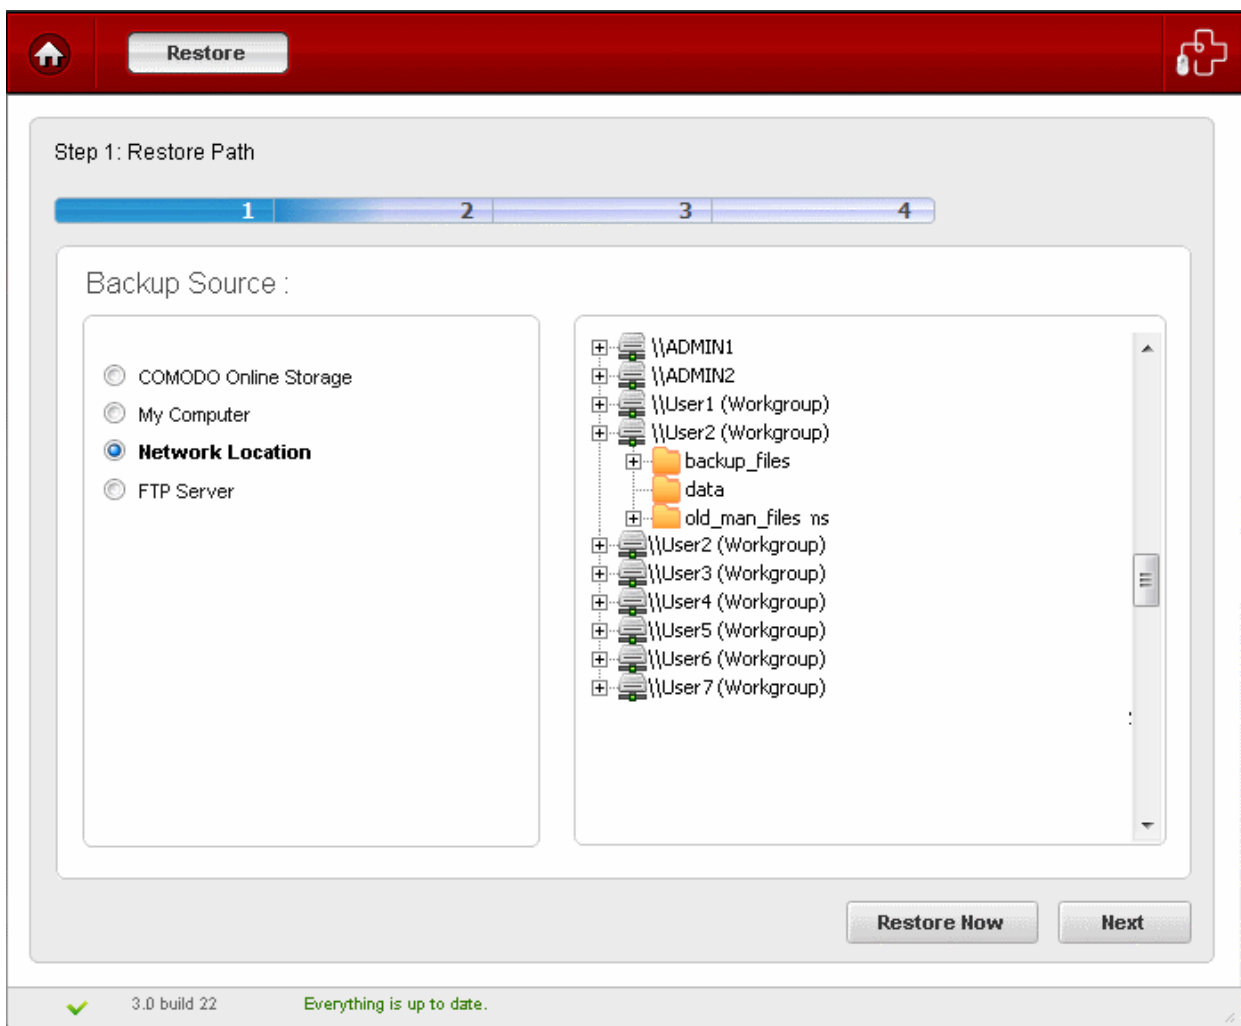 Restore
Step 1: Restore Path
1 2 3 4
Backup Source :
COMODO Online Storage
My Computer
Network Location
FTP Server
\\ADMIN1
\\ADMIN2
\\User1 (Workgroup)
\\User2 (Workgroup)
backup_files
data
old_man_files ns
\\User2 (Workgroup)
\\User3 (Workgroup)
\\User4 (Workgroup)
\\User5 (Workgroup)
\\User6 (Workgroup)
\\User7 (Workgroup)
Restore Now Next
3.0 build 22 Everything is up to date.